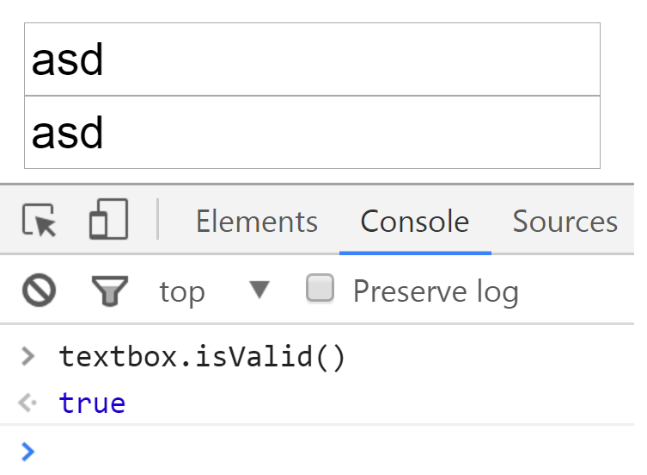 asd
asd
Elements Console Sources
top Preserve log
> textbox.isValid()
true
>